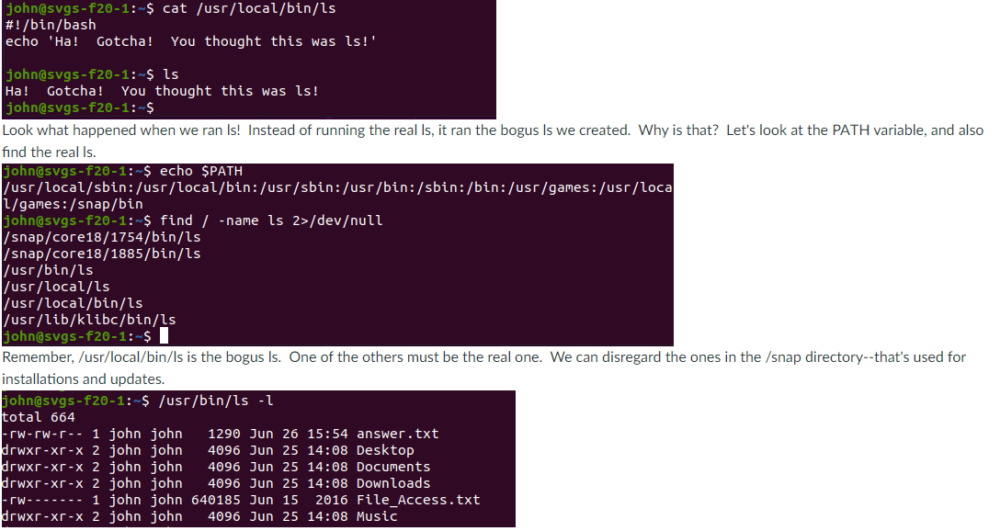 john@svgs-f20-1:~$ cat /usr/local/bin/ls
#!/bin/bash
echo 'Ha!  Gotcha!  You thought this was ls!'
john@svgs-f20-1:~$ ls
Ha!  Gotcha!  You thought this was ls!
john@svgs-f20-1:~$
Look what happened when we ran ls!  Instead of running the real ls, it ran the bogus ls we created.  Why is that?  Let's look at the PATH variable, and also
find the real ls.
john@svgs-f20-1:~$ echo $PATH
/usr/local/sbin:/usr/local/bin:/usr/sbin:/usr/bin:/sbin:/bin:/usr/games:/usr/loca
l/games:/snap/bin
john@svgs-f20-1:~$ find / -name ls 2>/dev/null
/snap/core18/1754/bin/ls
/snap/core18/1885/bin/ls
/usr/bin/ls
/usr/local/ls
/usr/local/bin/ls
/usr/lib/klibc/bin/ls
john@svgs-f20-1:~$
Remember, /usr/local/bin/ls is the bogus ls.  One of the others must be the real one.  We can disregard the ones in the /snap directory--that's used for
installations and updates.
john@svgs-f20-1:~$ /usr/bin/ls -l
total 664
-rw-rw-r-- 1 john john   1290 Jun 26 15:54 answer.txt
drwxr-xr-x 2 john john   4096 Jun 25 14:08 Desktop
drwxr-xr-x 2 john john   4096 Jun 25 14:08 Documents
drwxr-xr-x 2 john john   4096 Jun 25 14:08 Downloads
-rw------- 1 john john 640185 Jun 15  2016 File_Access.txt
drwxr-xr-x 2 john john   4096 Jun 25 14:08 Music